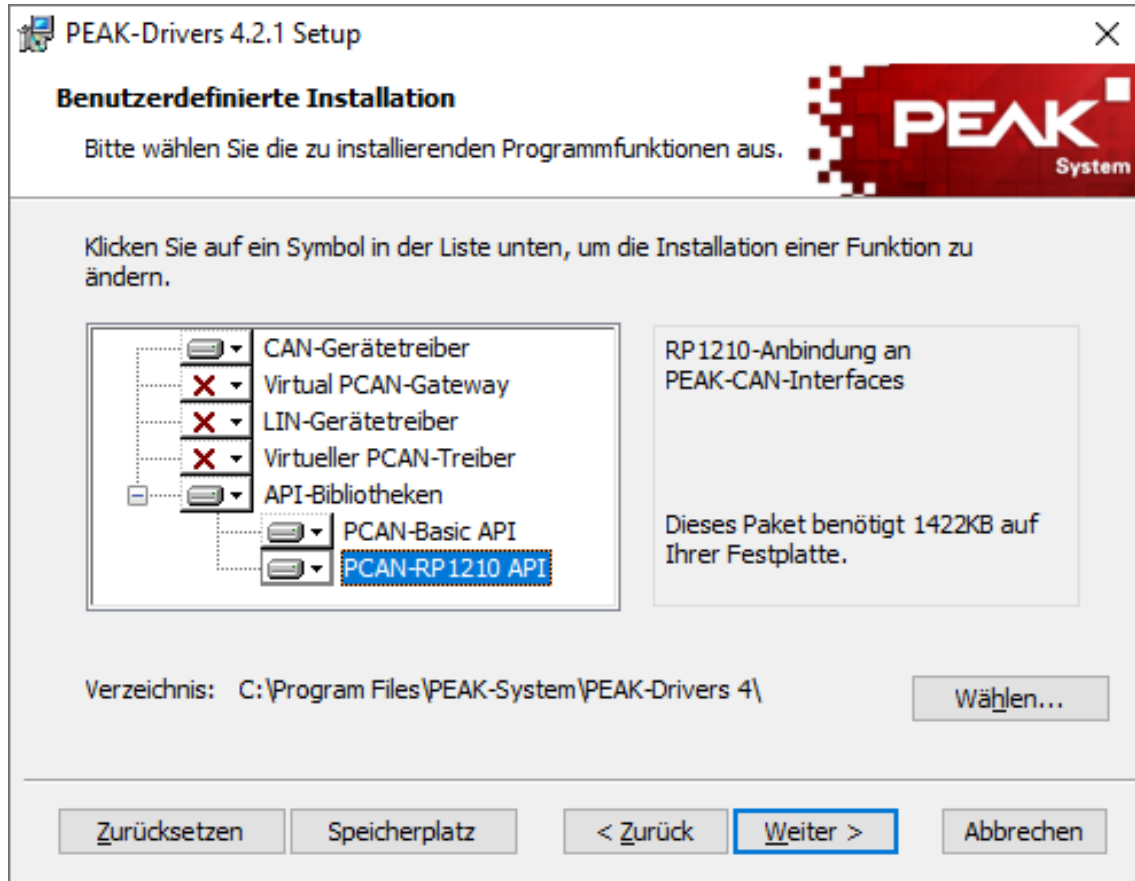 PEAK-Drivers 4.2.1 Setup
Benutzerdefinierte Installation
Bitte wählen Sie die zu installierenden Programmfunktionen aus.
PEAK
System
Klicken Sie auf ein Symbol in der Liste unten, um die Installation einer Funktion zu
ändern.
CAN-Gerätetreiber
Virtual PCAN-Gateway
LIN-Gerätetreiber
Virtueller PCAN-Treiber
API-Bibliotheken
PCAN-Basic API
PCAN-RP1210 API
RP1210-Anbindung an
PEAK-CAN-Interfaces
Dieses Paket benötigt 1422KB auf
Ihrer Festplatte.
Verzeichnis: C:\Program Files\PEAK-System\PEAK-Drivers 4\
Wählen...
Zurücksetzen
Speicherplatz
< Zurück
Weiter >
Abbrechen